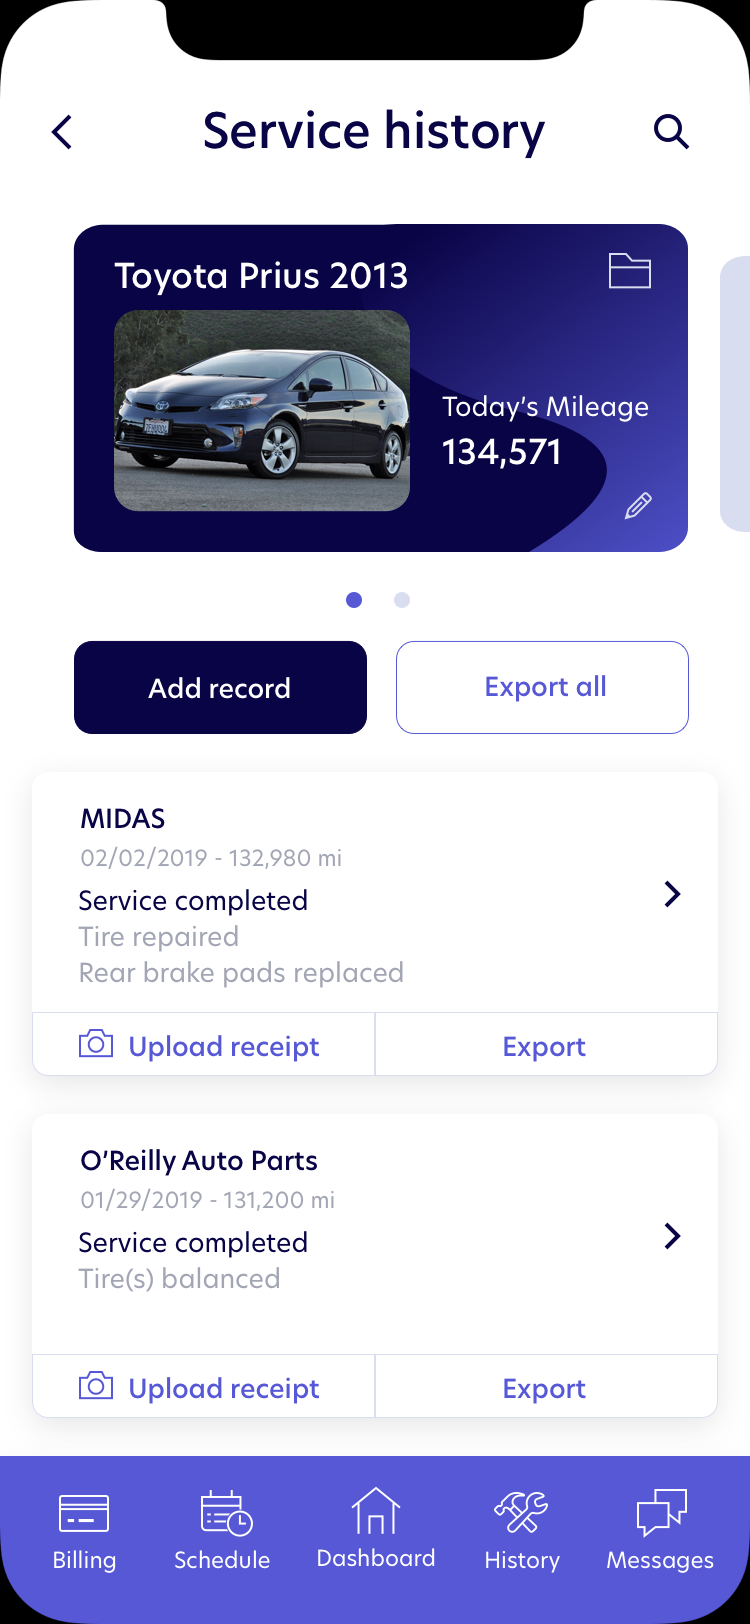 Service history
Toyota Prius 2013
Today's Mileage
134,571
Add record
Export all
MIDAS
02/02/2019 - 132,980 mi
Service completed
Tire repaired
Rear brake pads replaced
Upload receipt
Export
O'Reilly Auto Parts
01/29/2019 - 131,200 mi
Service completed
Tire(s) balanced
Upload receipt
Export
Billing
Schedule
Dashboard
History
Messages